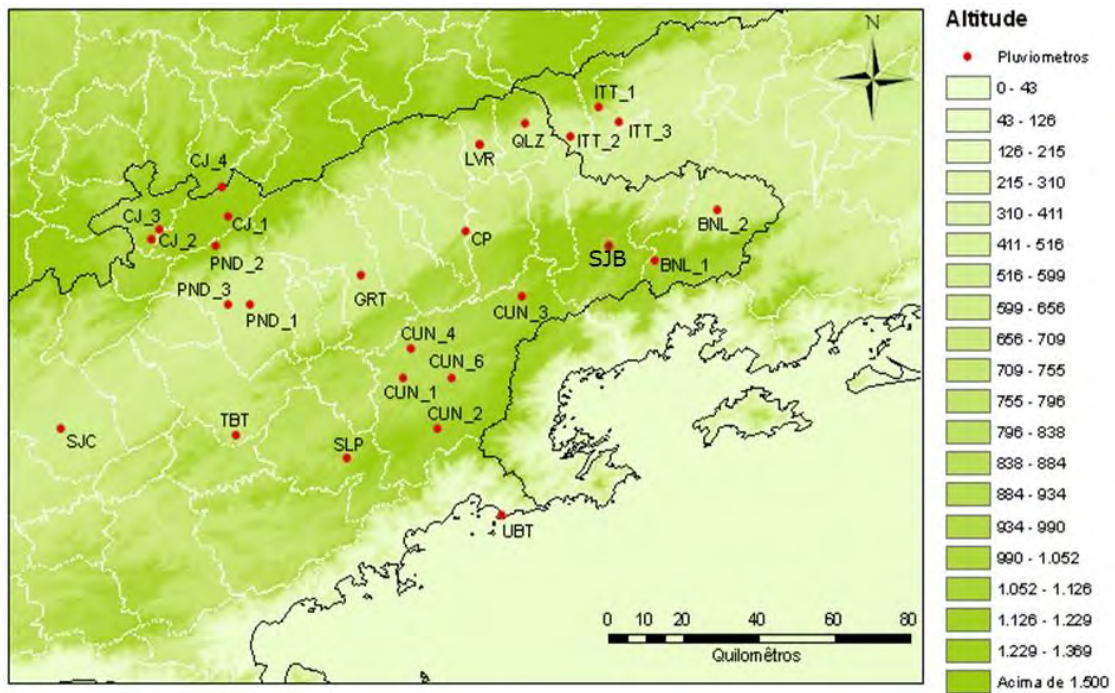 Altitude
N
Pluviometros
0 - 43
43 - 126
126 - 215
215 - 310
310 - 411
411 - 516
516 - 599
599 - 656
656 - 709
709 - 755
755 - 796
796 - 838
838 - 884
884 - 934
934 - 990
990 - 1.052
1.052 - 1.126
1.126 - 1.229
1.229 - 1.369
Acima de 1.500
ITT_1
ITT_3
QLZ
ITT_2
LVR
CJ_4
CJ_3
CJ_1
CJ_2
BNL_2
CP
PND_2
SJB
BNL_1
PND_3
GRT
PND_1
CUN_3
CUN_4
CUN_6
CUN_1
CUN_2
TBT
SJC
SLP
UBT
0 20 40 60 80
Quilomêtros